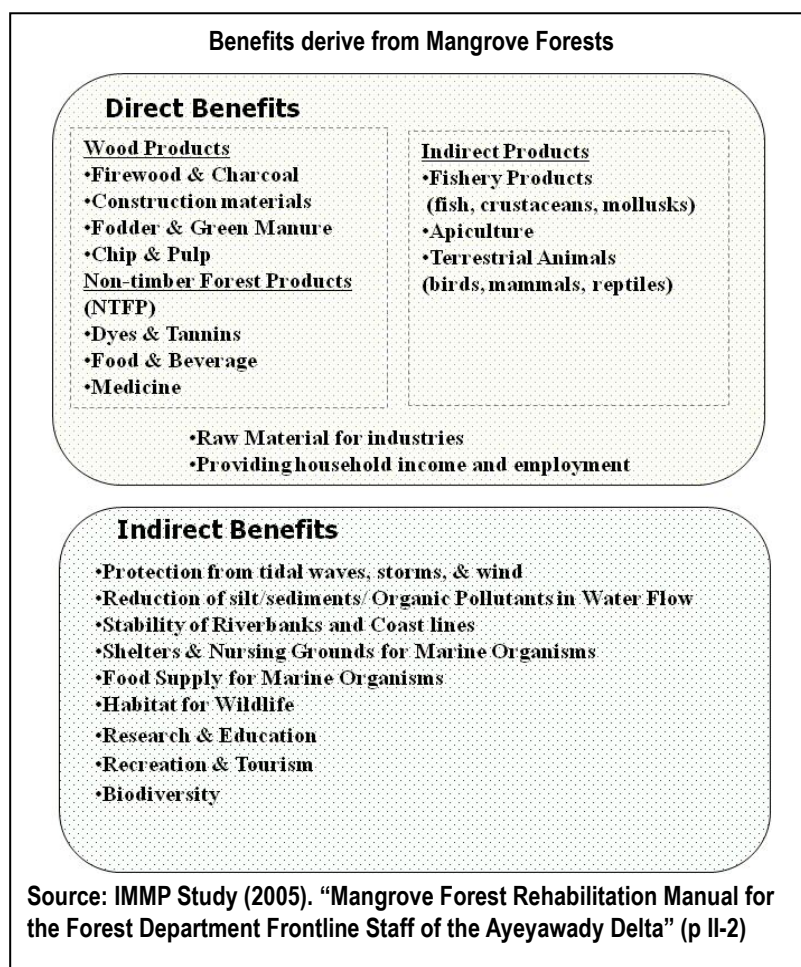 Benefits derive from Mangrove Forests
Direct Benefits
Wood Products
•Firewood & Charcoal
•Construction materials
•Fodder & Green Manure
•Chip & Pulp
Non-timber Forest Products
(NTFP)
•Dyes & Tannins
•Food & Beverage
•Medicine
Indirect Products
•Fishery Products
(fish, crustaceans, mollusks)
•Apiculture
•Terrestrial Animals
(birds, mammals, reptiles)
•Raw Material for industries
•Providing household income and employment
Indirect Benefits
•Protection from tidal waves, storms, & wind
•Reduction of silt/sediments/ Organic Pollutants in Water Flow
•Stability of Riverbanks and Coast lines
•Shelters & Nursing Grounds for Marine Organisms
•Food Supply for Marine Organisms
•Habitat for Wildlife
•Research & Education
•Recreation & Tourism
•Biodiversity
Source: IMMP Study (2005). “Mangrove Forest Rehabilitation Manual for
the Forest Department Frontline Staff of the Ayeyawady Delta” (p II-2)